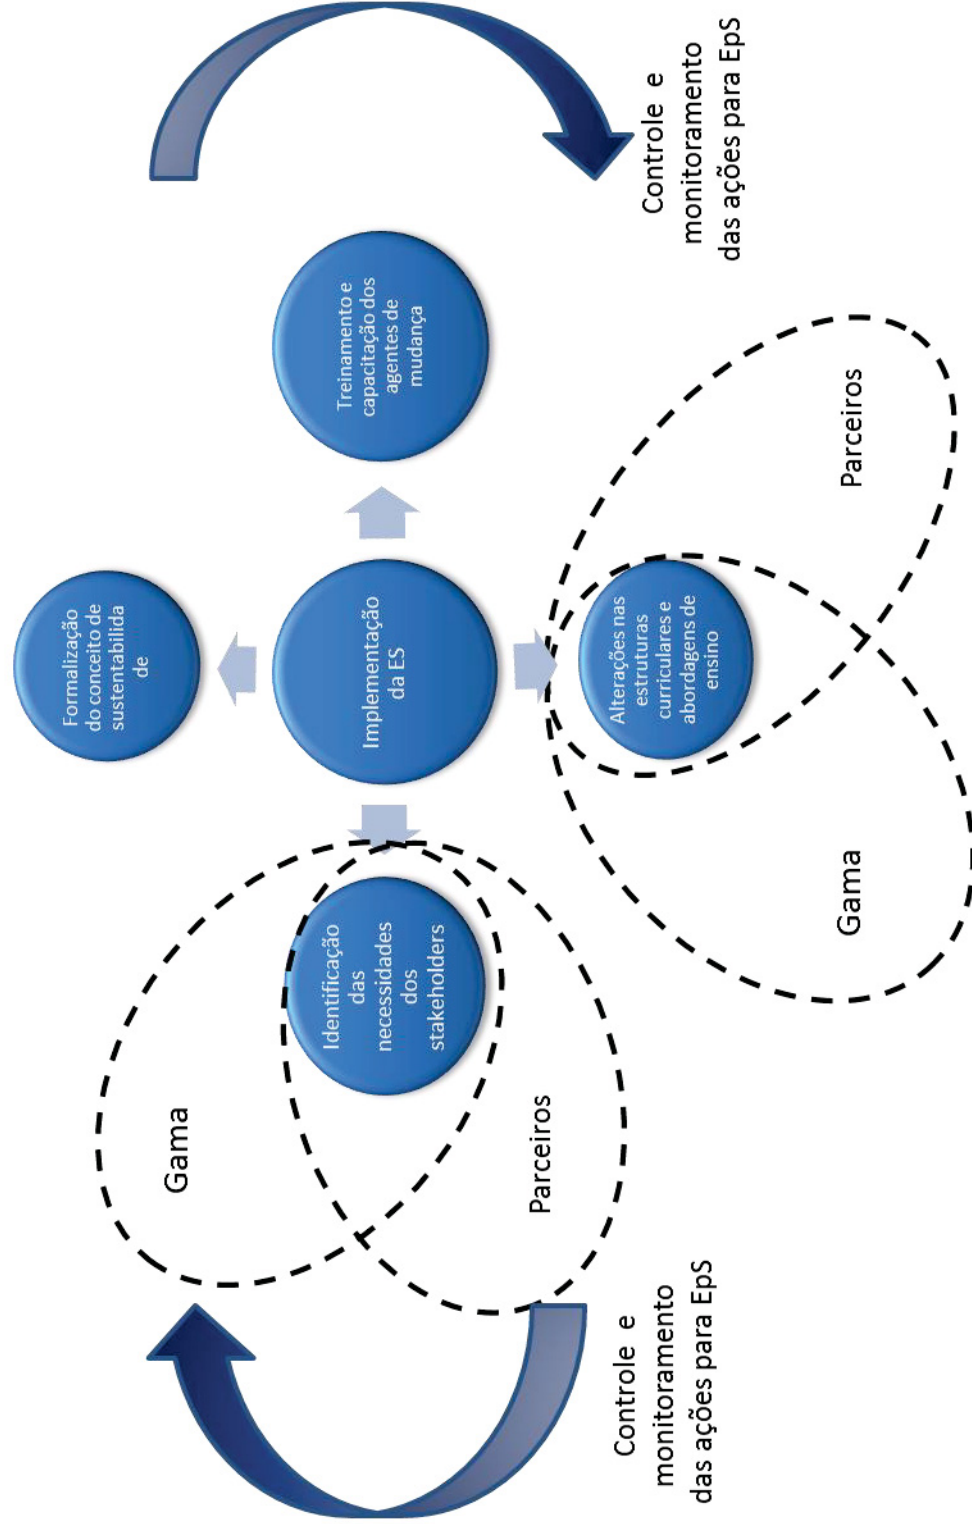 Formalização
do conceito de
sustentabilida
de
Gama
Identificação
das
necessidades
dos
stakeholders
Implementação
da ES
Treinamento e
capacitação dos
agentes de
mudança
Parceiros
Controle e
monitoramento
das ações para EpS
Alterações nas
estruturas
curriculares e
abordagens de
ensino
Controle e
monitoramento
das ações para EpS
Gama
Parceiros